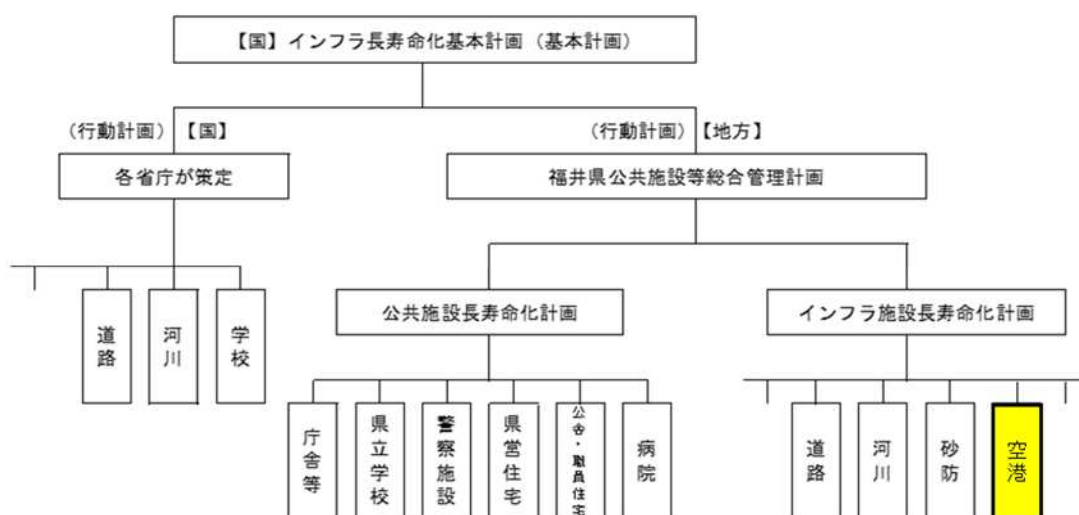 【国】インフラ長寿命化基本計画（基本計画）
（行動計画）【国】
（行動計画）【地方】
各省庁が策定
福井県公共施設等総合管理計画
公共施設長寿命化計画
インフラ施設長寿命化計画
道路
河川
学校
庁舎等
県立学校
警察施設
県営住宅
公舎・職員住宅
病院
道路
河川
砂防
空港